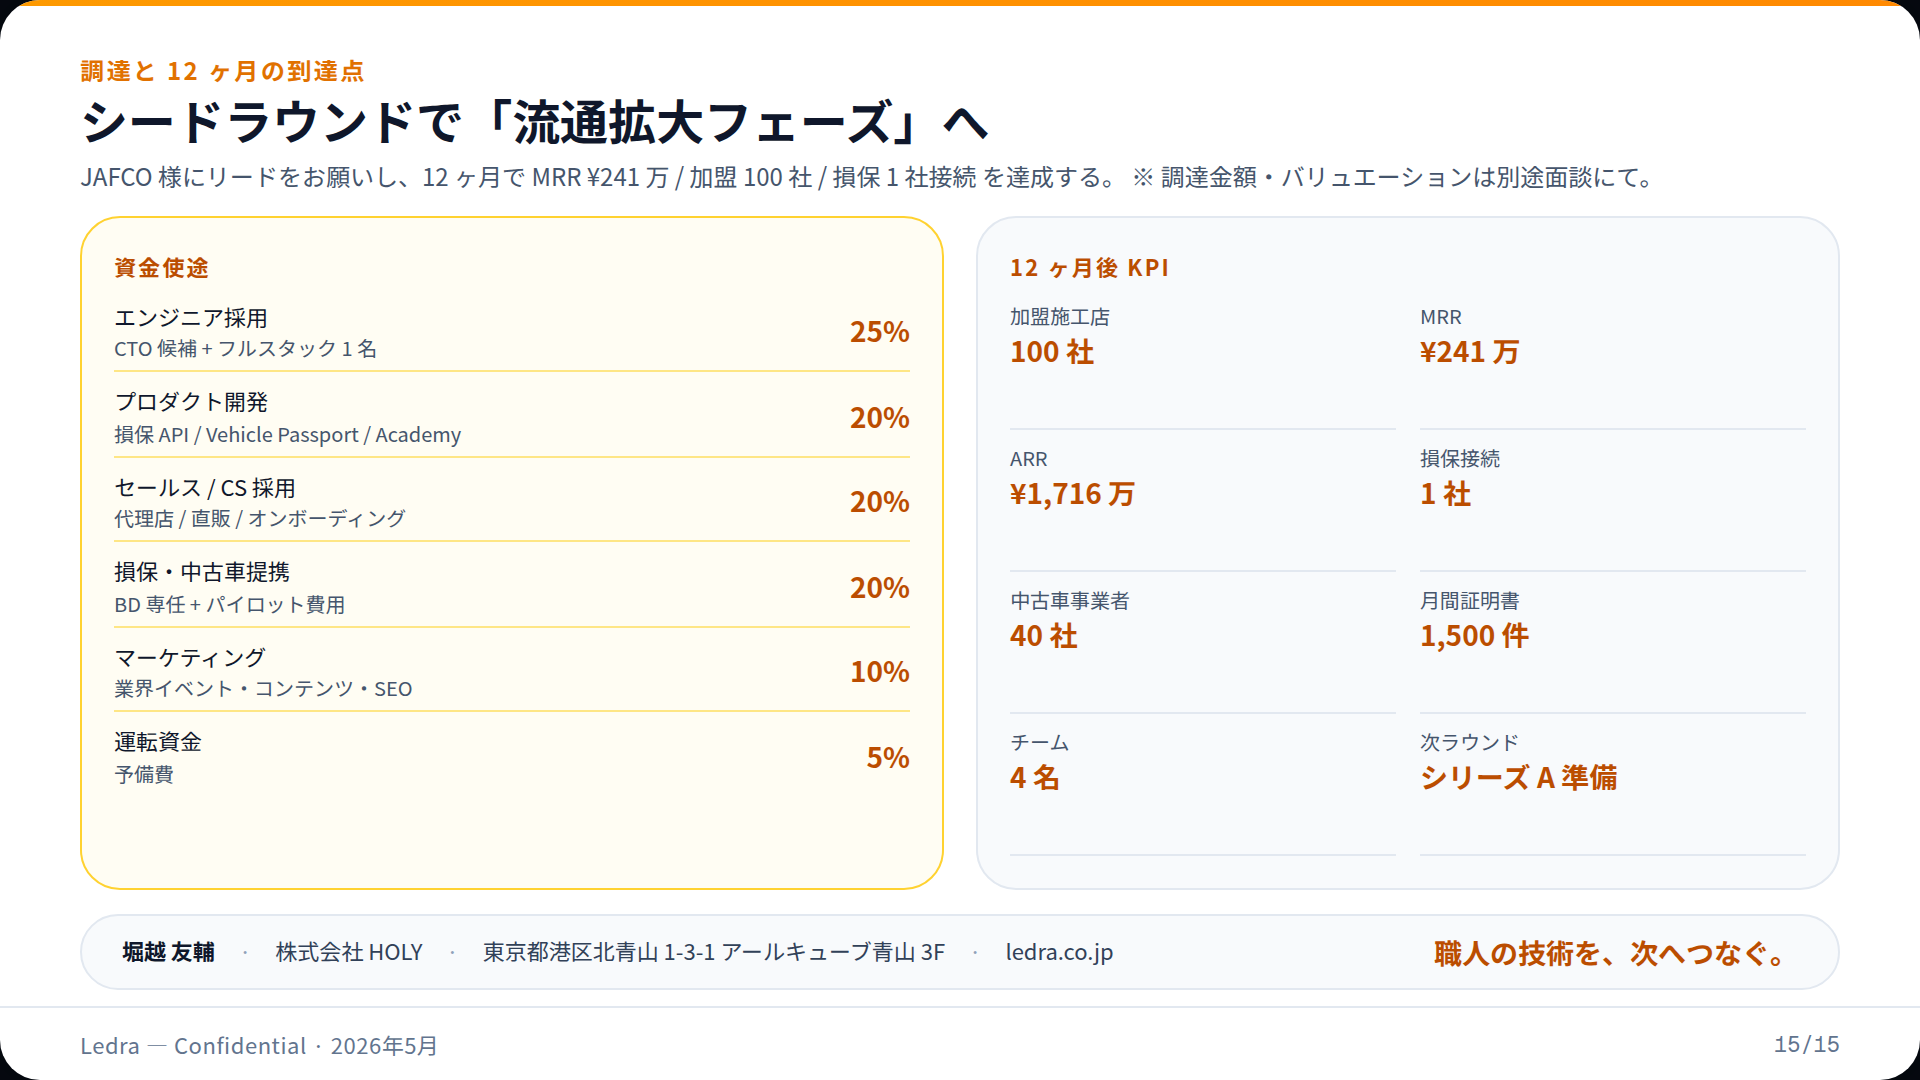 調達と 12 ヶ月の到達点
シードラウンドで「流通拡大フェーズ」へ
JAFCO 様にリードをお願いし、12 ヶ月で MRR ¥241 万 / 加盟 100 社 / 損保 1 社接続 を達成する。 ※ 調達金額・バリュエーションは別途面談にて。
資金使途
エンジニア採用
CTO 候補 + フルスタック 1 名
25%
プロダクト開発
損保 API / Vehicle Passport / Academy
20%
セールス / CS 採用
代理店 / 直販 / オンボーディング
20%
損保・中古車提携
BD 専任 + パイロット費用
20%
マーケティング
業界イベント・コンテンツ・SEO
10%
運転資金
予備費
5%
12 ヶ月後 KPI
加盟施工店
100 社
MRR
¥241 万
ARR
¥1,716 万
損保接続
1 社
中古車事業者
40 社
月間証明書
1,500 件
チーム
4 名
次ラウンド
シリーズ A 準備
堀越 友輔 · 株式会社 HOLY · 東京都港区北青山 1-3-1 アールキューブ青山 3F · ledra.co.jp
職人の技術を、次へつなぐ。
Ledra — Confidential · 2026年5月
15/15